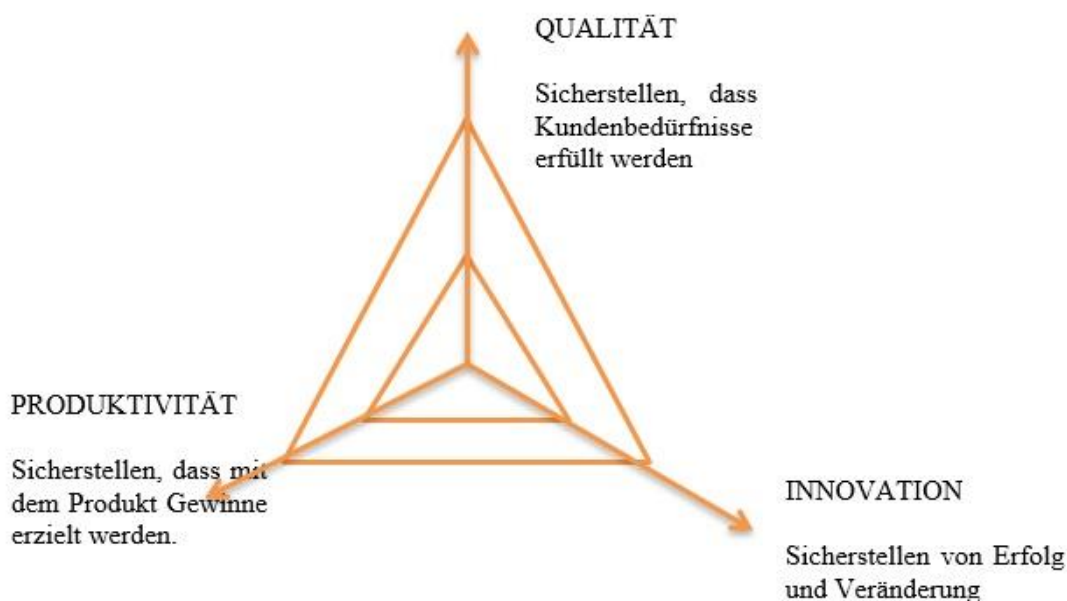 QUALITÄT
Sicherstellen, dass
Kundenbedürfnisse
erfüllt werden
PRODUKTIVITÄT
Sicherstellen, dass mit
dem Produkt Gewinne
erzielt werden.
INNOVATION
Sicherstellen von Erfolg
und Veränderung